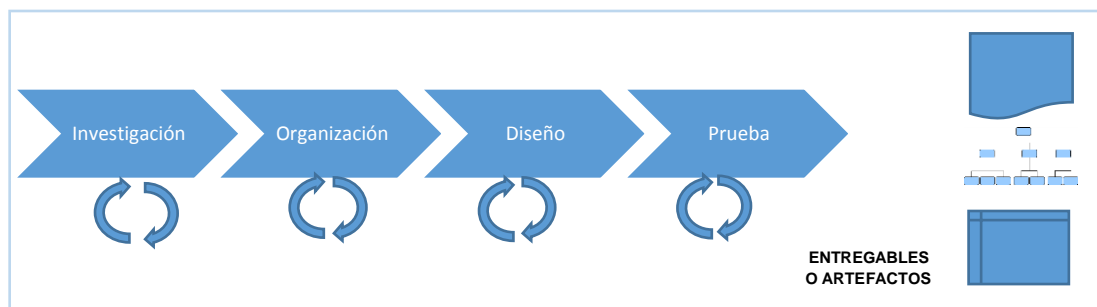 Investigación
Organización
Diseño
Prueba
ENTREGABLES
O ARTEFACTOS